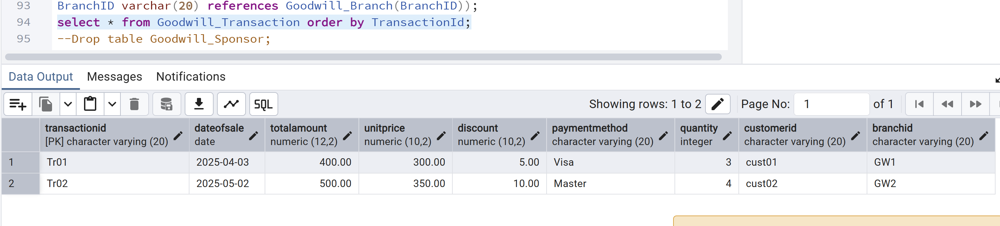 93 BranchID varchar(20) references Goodwill_Branch(BranchID));
94 select * from Goodwill_Transaction order by TransactionId;
95 --Drop table Goodwill_Sponsor;
Data Output Messages Notifications
SQL Showing rows: 1 to 2 Page No: 1 of 1
transactionid dateofsale totalamount unitprice discount paymentmethod quantity customerid branchid
[PK] character varying (20) date numeric (12,2) numeric (10,2) numeric (10,2) character varying (20) integer character varying (20) character varying (20)
1 Tr01 2025-04-03 400.00 300.00 5.00 Visa 3 cust01 GW1
2 Tr02 2025-05-02 500.00 350.00 10.00 Master 4 cust02 GW2